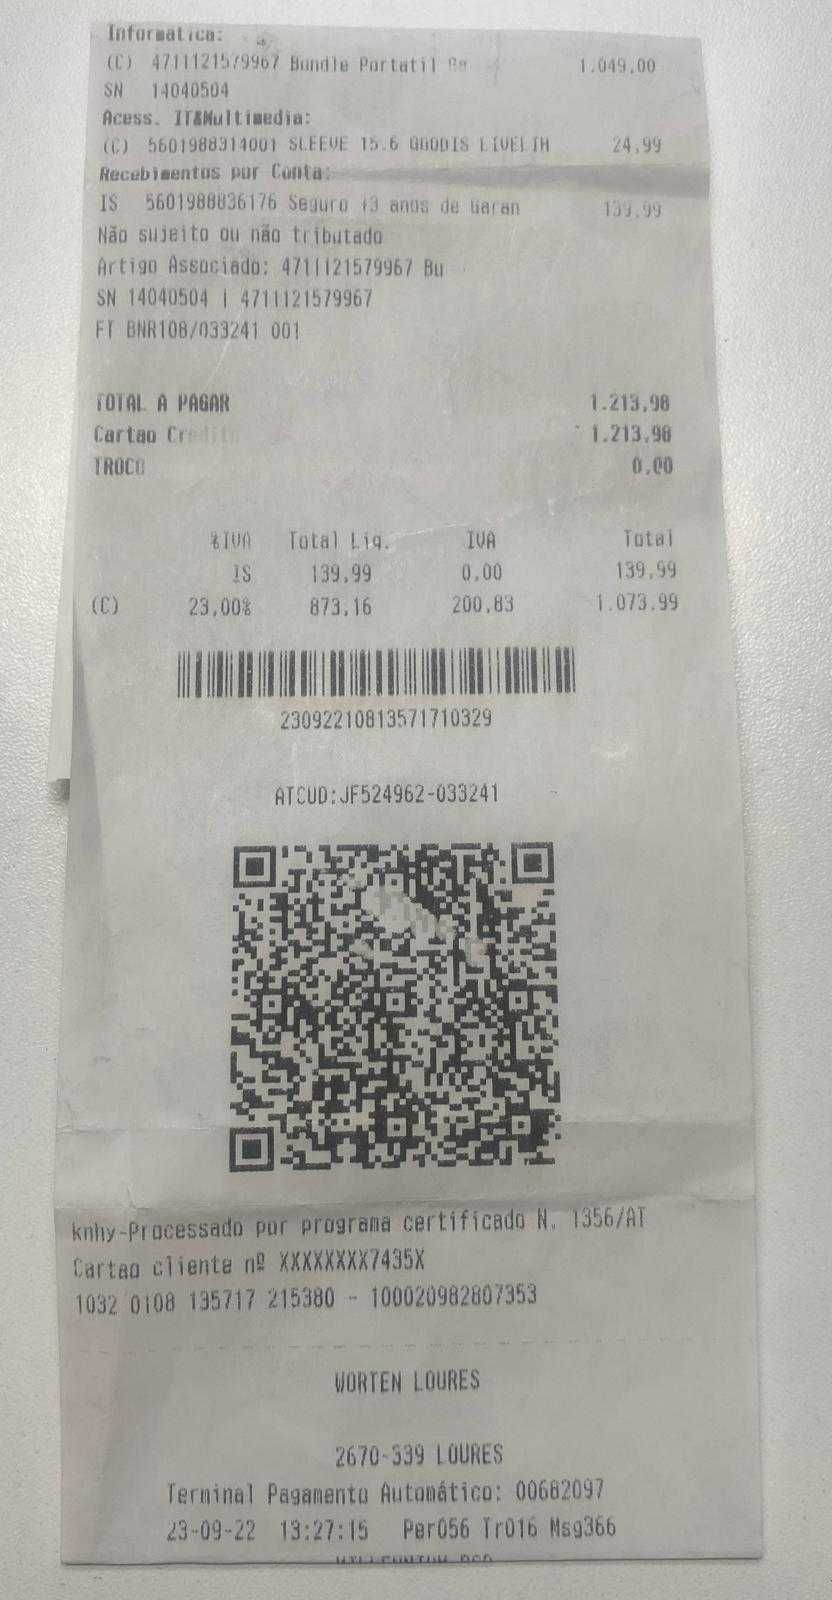 Informatica:
(C) 4711121579967 Bundle Portatil 1.049,00
SN 14040504
Acess. IT&Multimedia:
(C) 5601988314001 SLEEVE 15.6 GOODIS LIVELTH 24,99
Recebimentos por Conta:
IS 5601988836176 Seguro +3 anos de Garan 139,99
Não sujeito ou não tributado
Artigo Associado: 4711121579967 Bu
SN 14040504 | 4711121579967
FT BNR108/033241 001
TOTAL A PAGAR 1.213,98
Cartao Credito 1.213,98
TROCO 0,00
%IVA Total Liq. IVA Total
IS 139,99 0,00 139,99
(C) 23,00% 873,16 200,83 1.073,99
23092210813571710329
ATCUD:JF524962-033241
knhy-Processado por programa certificado N. 1356/AT
Cartao cliente nº XXXXXXXX7435X
1032 0108 135717 215380 - 100020982807353
WORTEN LOURES
2670-339 LOURES
Terminal Pagamento Automático: 00682097
23-09-22 13:27:15 Per056 Tr016 Msg366